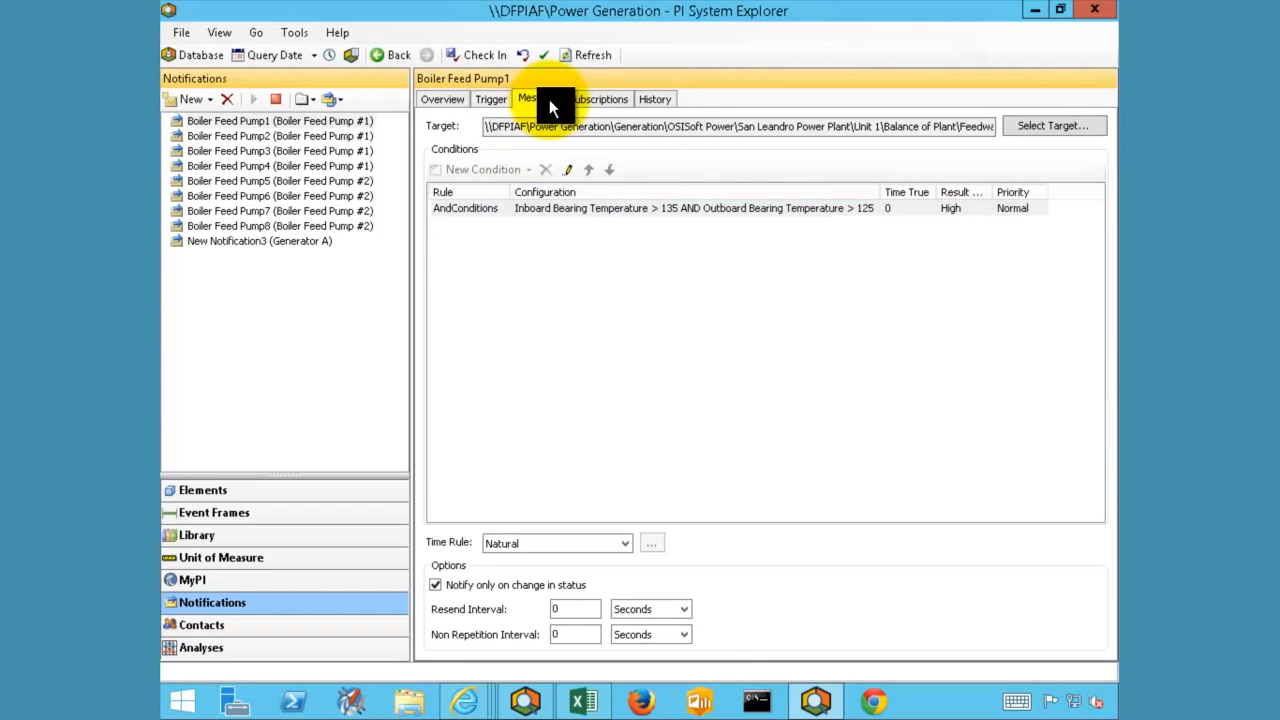 \\DFPIAF\Power Generation - PI System Explorer
File View Go Tools Help
Database Query Date Back Check In Refresh
Notifications
New
Boiler Feed Pump1 (Boiler Feed Pump #1)
Boiler Feed Pump2 (Boiler Feed Pump #1)
Boiler Feed Pump3 (Boiler Feed Pump #1)
Boiler Feed Pump4 (Boiler Feed Pump #1)
Boiler Feed Pump5 (Boiler Feed Pump #2)
Boiler Feed Pump6 (Boiler Feed Pump #2)
Boiler Feed Pump7 (Boiler Feed Pump #2)
Boiler Feed Pump8 (Boiler Feed Pump #2)
New Notification3 (Generator A)
Elements
Event Frames
Library
Unit of Measure
MyPI
Notifications
Contacts
Analyses
Boiler Feed Pump1
Overview Trigger Mes ubscriptions History
Target: \\DFPIAF\Power Generation\Generation\OSISoft Power\San Leandro Power Plant\Unit 1\Balance of Plant\Feedwa Select Target...
Conditions
New Condition
Rule Configuration Time True Result ... Priority
AndConditions Inboard Bearing Temperature > 135 AND Outboard Bearing Temperature > 125 0 High Normal
Time Rule: Natural ...
Options
Notify only on change in status
Resend Interval: 0 Seconds
Non Repetition Interval: 0 Seconds